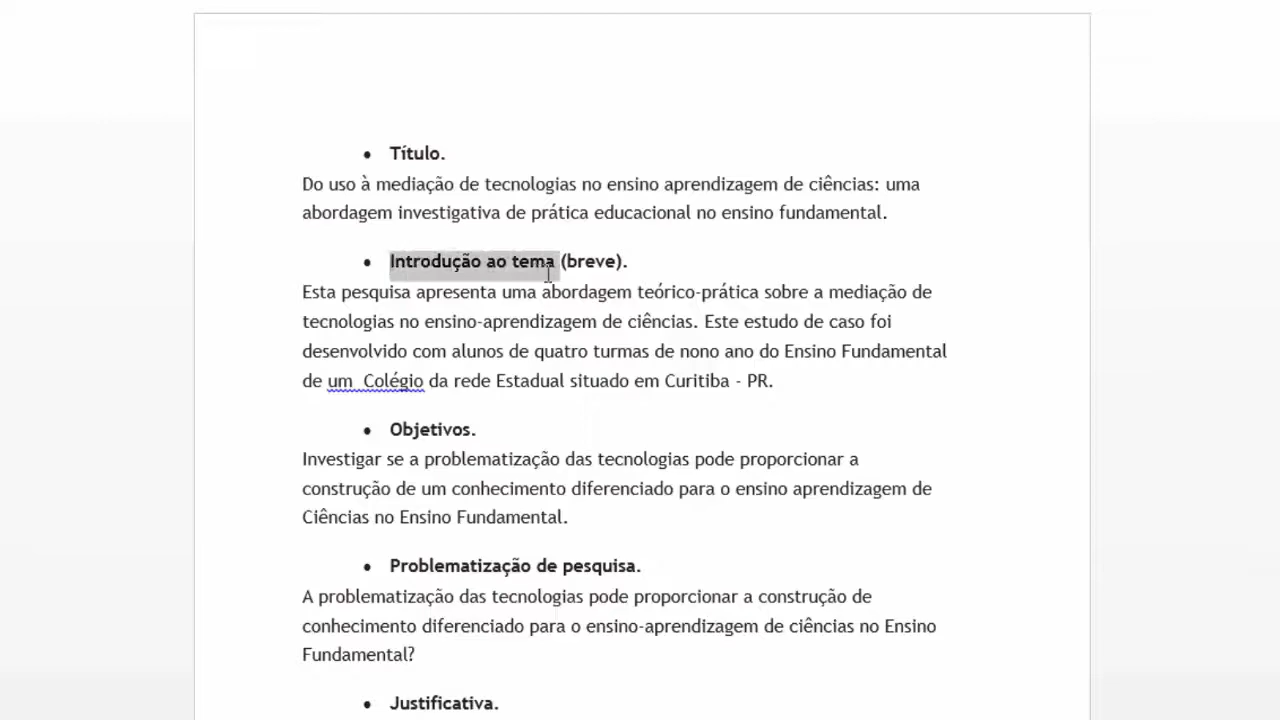 • Título.
Do uso à mediação de tecnologias no ensino aprendizagem de ciências: uma
abordagem investigativa de prática educacional no ensino fundamental.
• Introdução ao tema (breve).
Esta pesquisa apresenta uma abordagem teórico-prática sobre a mediação de
tecnologias no ensino-aprendizagem de ciências. Este estudo de caso foi
desenvolvido com alunos de quatro turmas de nono ano do Ensino Fundamental
de um  Colégio da rede Estadual situado em Curitiba - PR.
• Objetivos.
Investigar se a problematização das tecnologias pode proporcionar a
construção de um conhecimento diferenciado para o ensino aprendizagem de
Ciências no Ensino Fundamental.
• Problematização de pesquisa.
A problematização das tecnologias pode proporcionar a construção de
conhecimento diferenciado para o ensino-aprendizagem de ciências no Ensino
Fundamental?
• Justificativa.